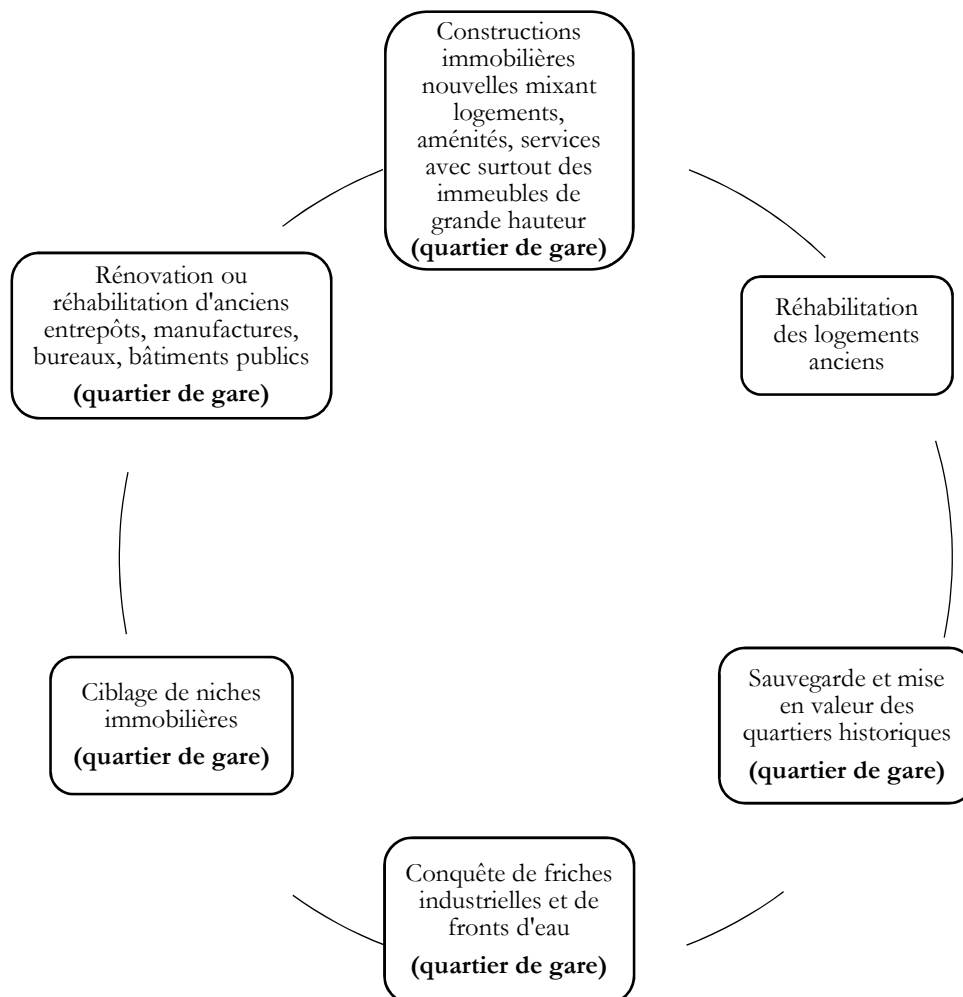 Constructions
immobilières
nouvelles mixant
logements,
aménités, services
avec surtout des
immeubles de
grande hauteur
(quartier de gare)
Réhabilitation
des logements
anciens
Sauvegarde et mise
en valeur des
quartiers historiques
(quartier de gare)
Conquête de friches
industrielles et de
fronts d'eau
(quartier de gare)
Ciblage de niches
immobilières
(quartier de gare)
Rénovation ou
réhabilitation d'anciens
entrepôts, manufactures,
bureaux, bâtiments publics
(quartier de gare)